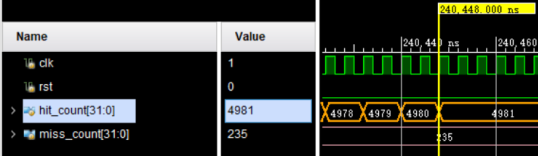 240,448.000 ns
Name Value 240,440 ns 240,460
clk 1
rst 0
hit_count[31:0] 4981 4978 4979 4980 4981
miss_count[31:0] 235 235